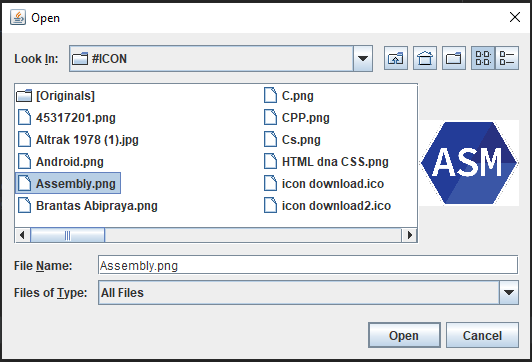 Open
Look In: #ICON
[Originals]
45317201.png
Altrak 1978 (1).jpg
Android.png
Assembly.png
Brantas Abipraya.png
C.png
CPP.png
Cs.png
HTML dna CSS.png
icon download.ico
icon download2.ico
ASM
File Name: Assembly.png
Files of Type: All Files
Open Cancel